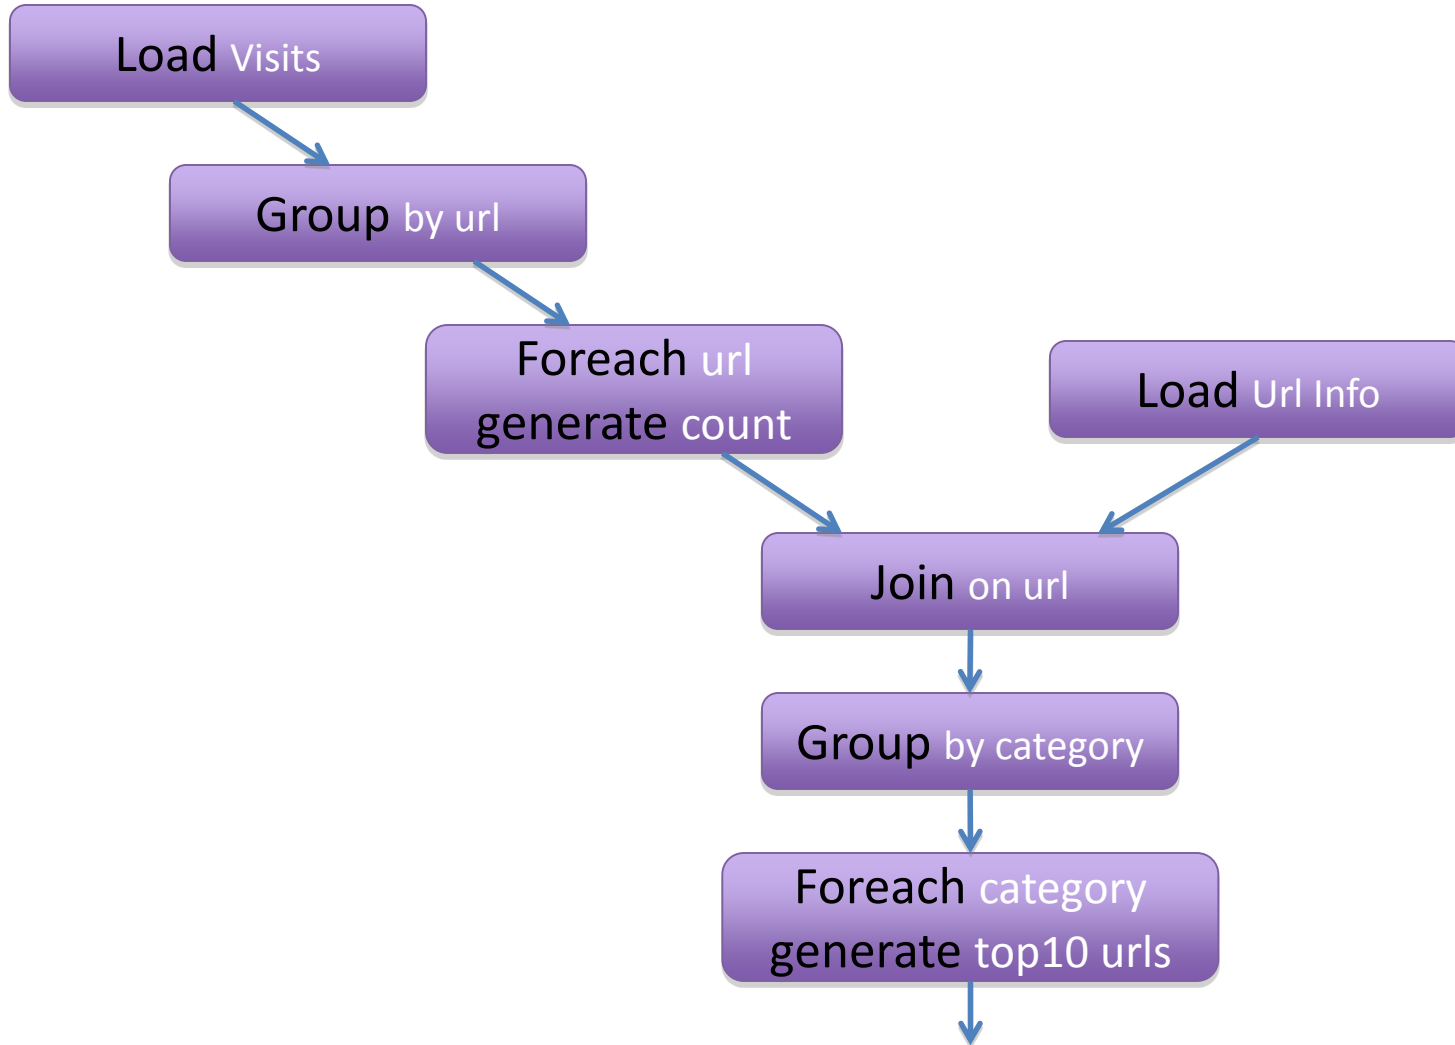 Load Visits
Group by url
Foreach url
generate count
Load Url Info
Join on url
Group by category
Foreach category
generate top10 urls